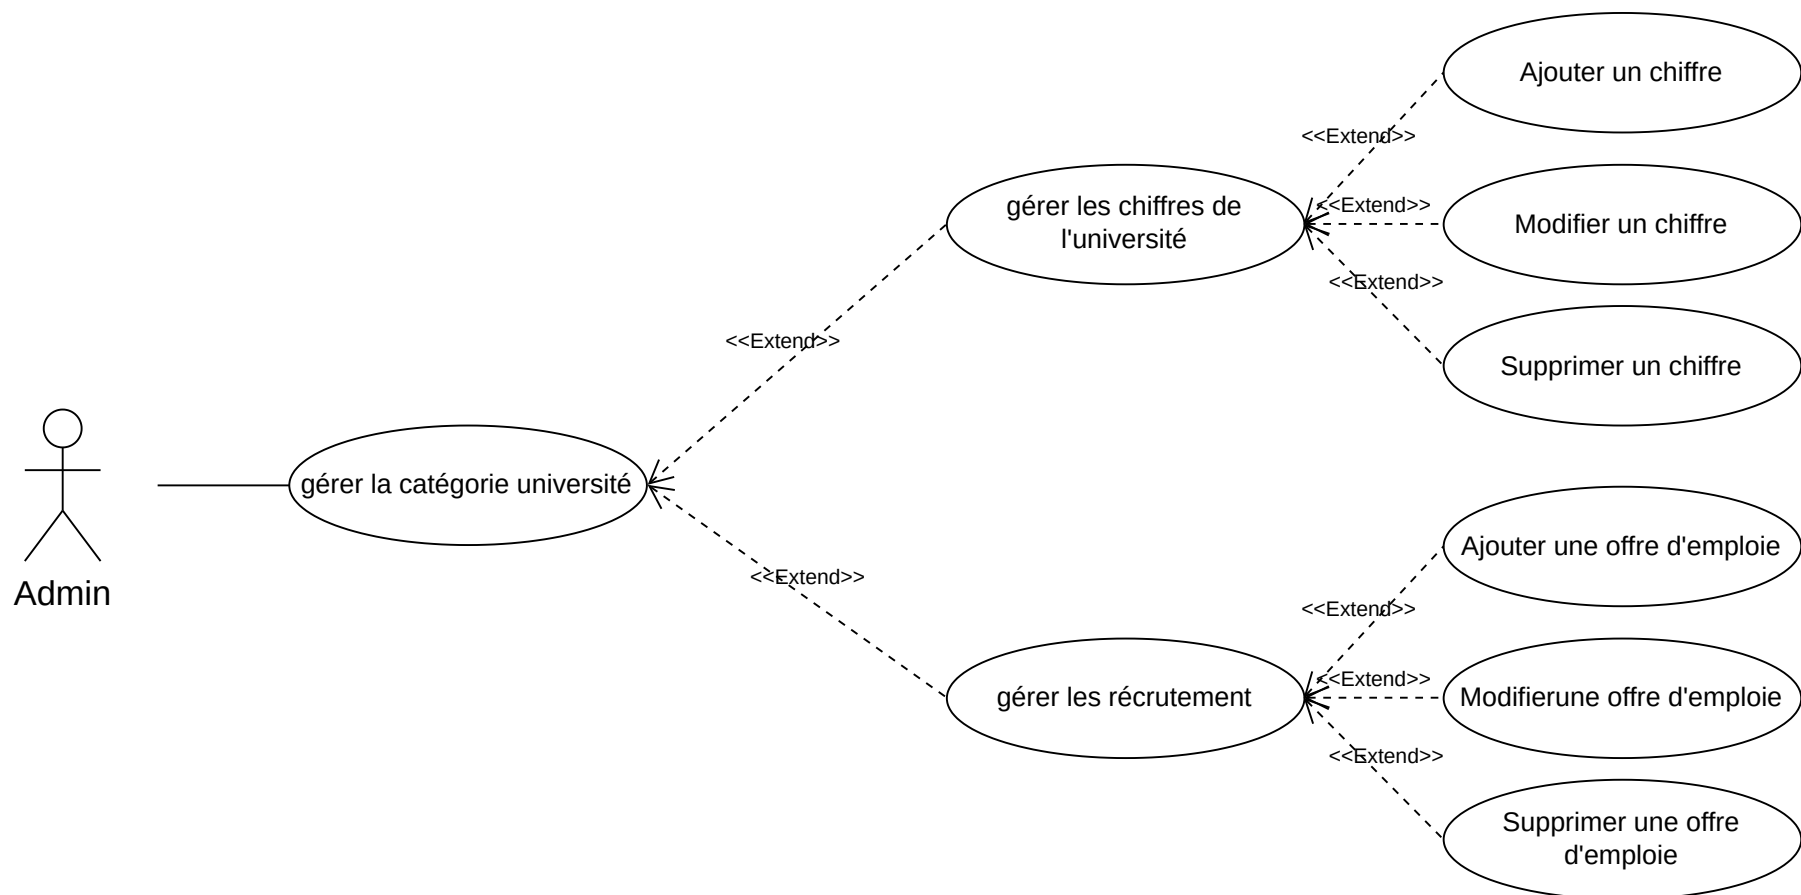 Ajouter un chiffre
<<Extend>>
gérer les chiffres de
l'université
<<Extend>>
Modifier un chiffre
<<Extend>>
Supprimer un chiffre
<<Extend>>
gérer la catégorie université
Admin
<<Extend>>
Ajouter une offre d'emploie
<<Extend>>
gérer les récrutement
<<Extend>>
Modifierune offre d'emploie
<<Extend>>
Supprimer une offre
d'emploie